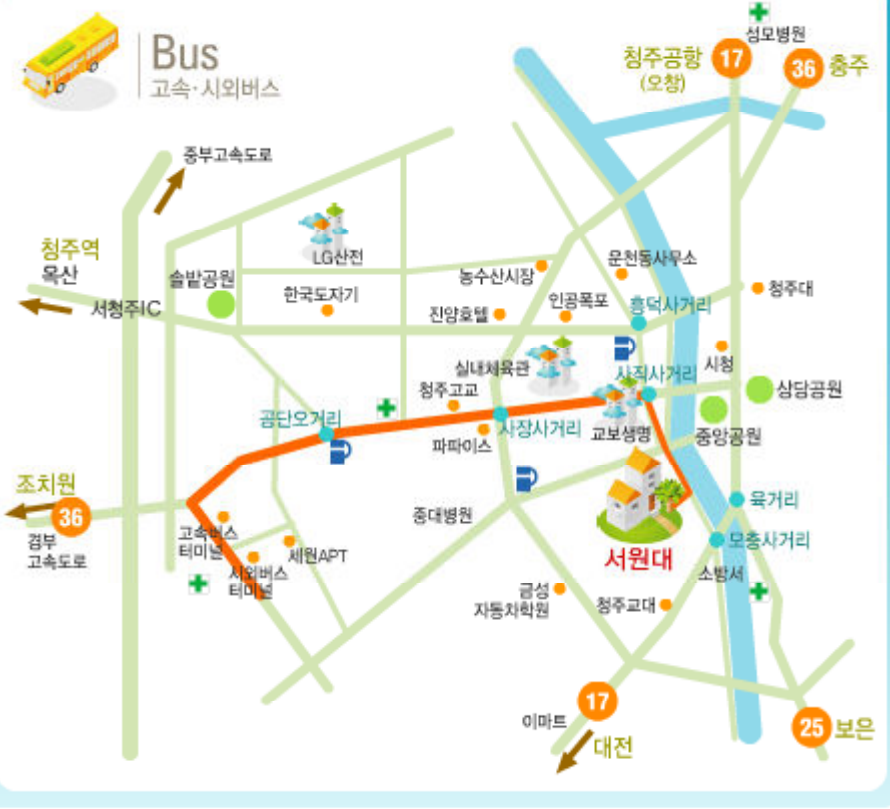 Bus
고속·시외버스
성모병원
청주공항
(오창)
17
36
충주
중부고속도로
청주역
옥산
서청주IC
솔밭공원
LG산전
한국도자기
농수산시장
운천동사무소
진양호텔
인공폭포
흥덕사거리
청주대
실내체육관
사직사거리
시청
청주고교
상당공원
공단오거리
사장사거리
교보생명
중앙공원
파파이스
조치원
36
경부
고속도로
고속버스
터미널
시외버스
터미널
세원APT
중대병원
육거리
모충사거리
서원대
소방서
금성
자동차학원
청주교대
이마트
17
대전
25
보은